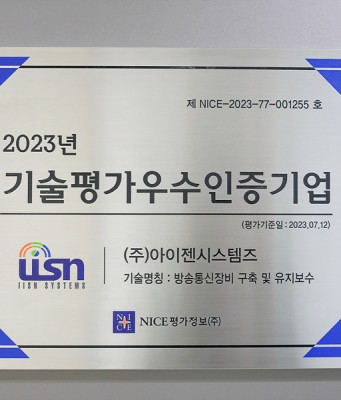 제 NICE-2023-77-001255 호
2023년
기술평가우수인증기업
(평가기준일 : 2023.07.12)
iisn
IISN SYSTEMS
(주)아이젠시스템즈
기술명칭 : 방송통신장비 구축 및 유지보수
NICE
NICE평가정보(주)